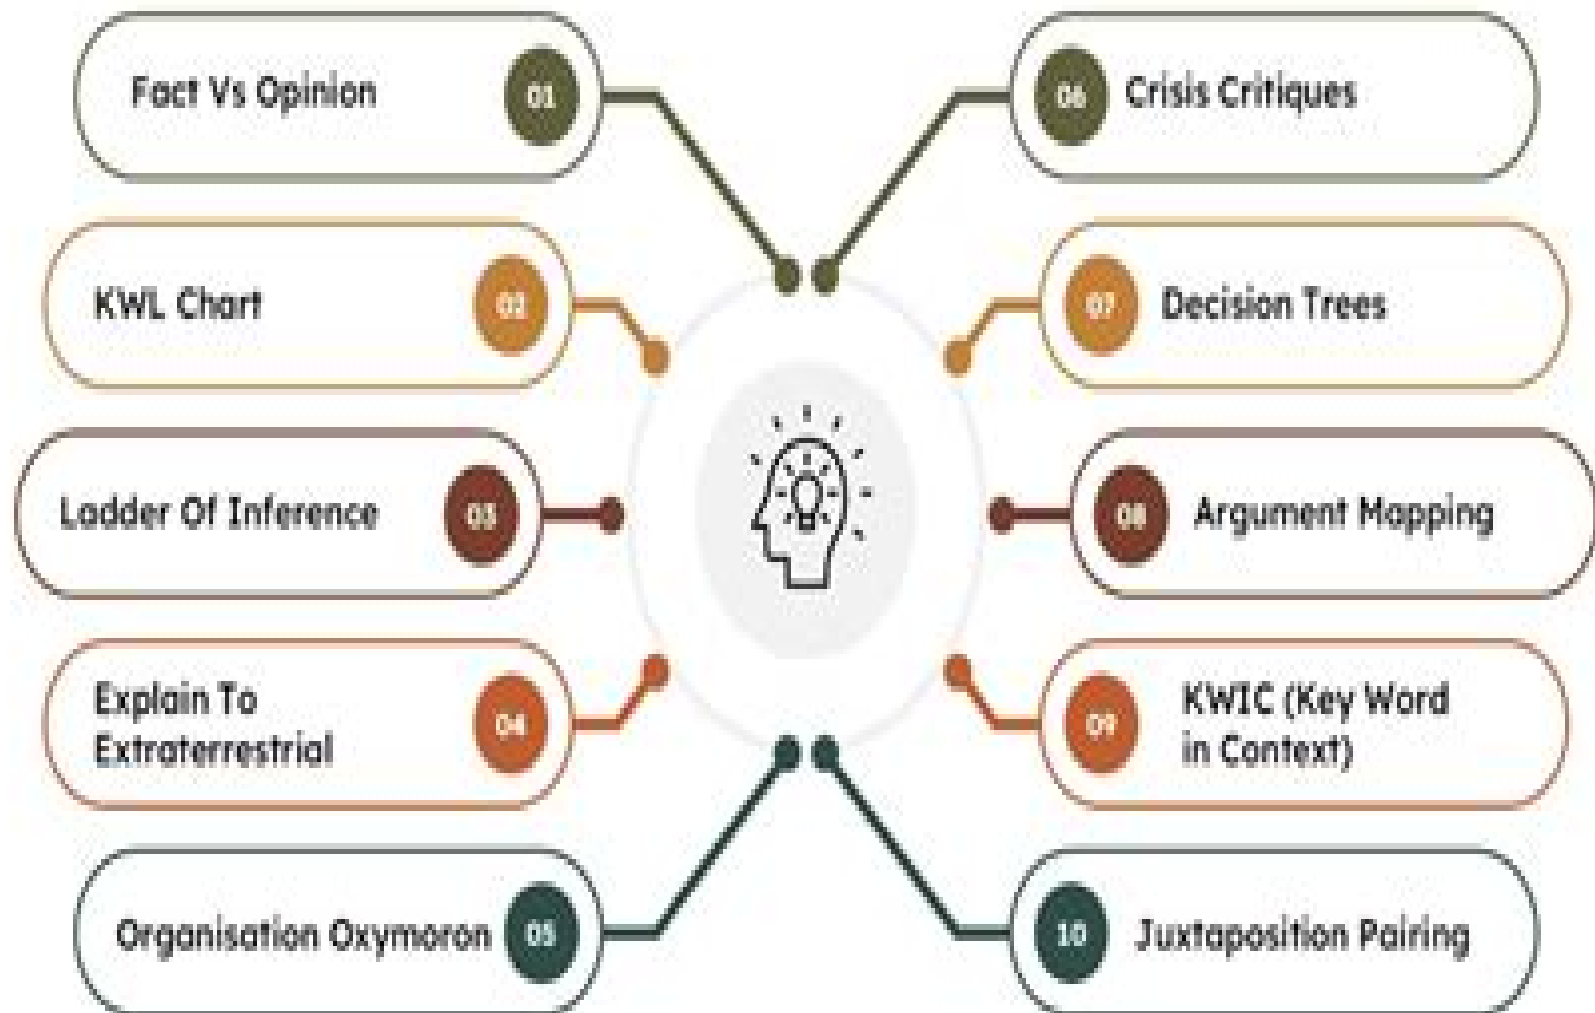 Fact Vs Opinion
01
KWL Chart
02
Ladder Of Inference
03
Explain To
Extraterrestrial
04
Organisation Oxymoron
05
06
Crisis Critiques
07
Decision Trees
08
Argument Mapping
09
KWIC (Key Word
in Context)
10
Juxtaposition Pairing